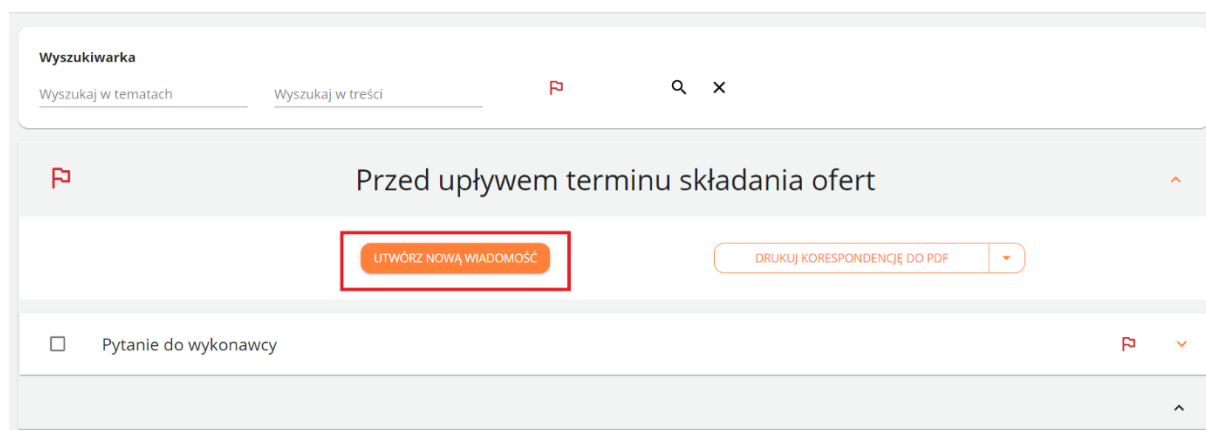 Wyszukiwarka
Wyszukaj w tematach Wyszukaj w treści
Przed upływem terminu składania ofert
UTWÓRZ NOWĄ WIADOMOŚĆ DRUKUJ KORESPONDENCJĘ DO PDF
Pytanie do wykonawcy